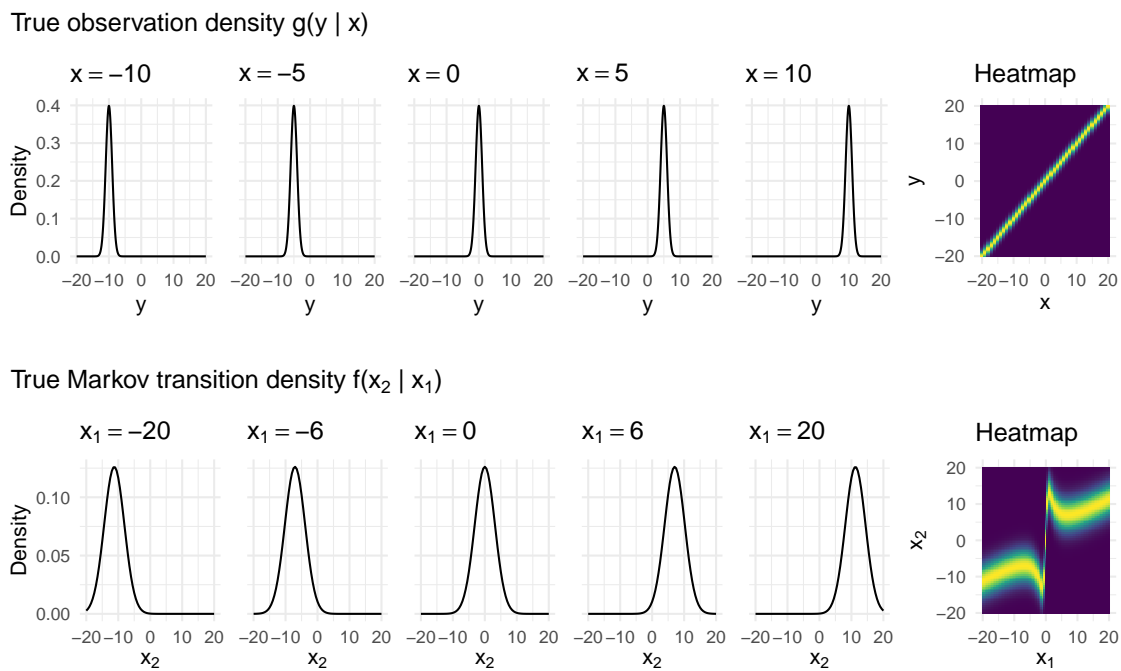 True observation density g(y | x)
x = −10 x = −5 x = 0 x = 5 x = 10 Heatmap
Density
0.4
0.3
0.2
0.1
0.0
−20 −10 0 10 20
y
−20 −10 0 10 20
y
−20 −10 0 10 20
y
−20 −10 0 10 20
y
−20 −10 0 10 20
y
y
20
10
0
−10
−20
−20 −10 0 10 20
x
True Markov transition density f(x₂ | x₁)
x₁ = −20 x₁ = −6 x₁ = 0 x₁ = 6 x₁ = 20 Heatmap
Density
0.10
0.05
0.00
−20 −10 0 10 20
x₂
−20 −10 0 10 20
x₂
−20 −10 0 10 20
x₂
−20 −10 0 10 20
x₂
−20 −10 0 10 20
x₂
x₂
20
10
0
−10
−20
−20 −10 0 10 20
x₁